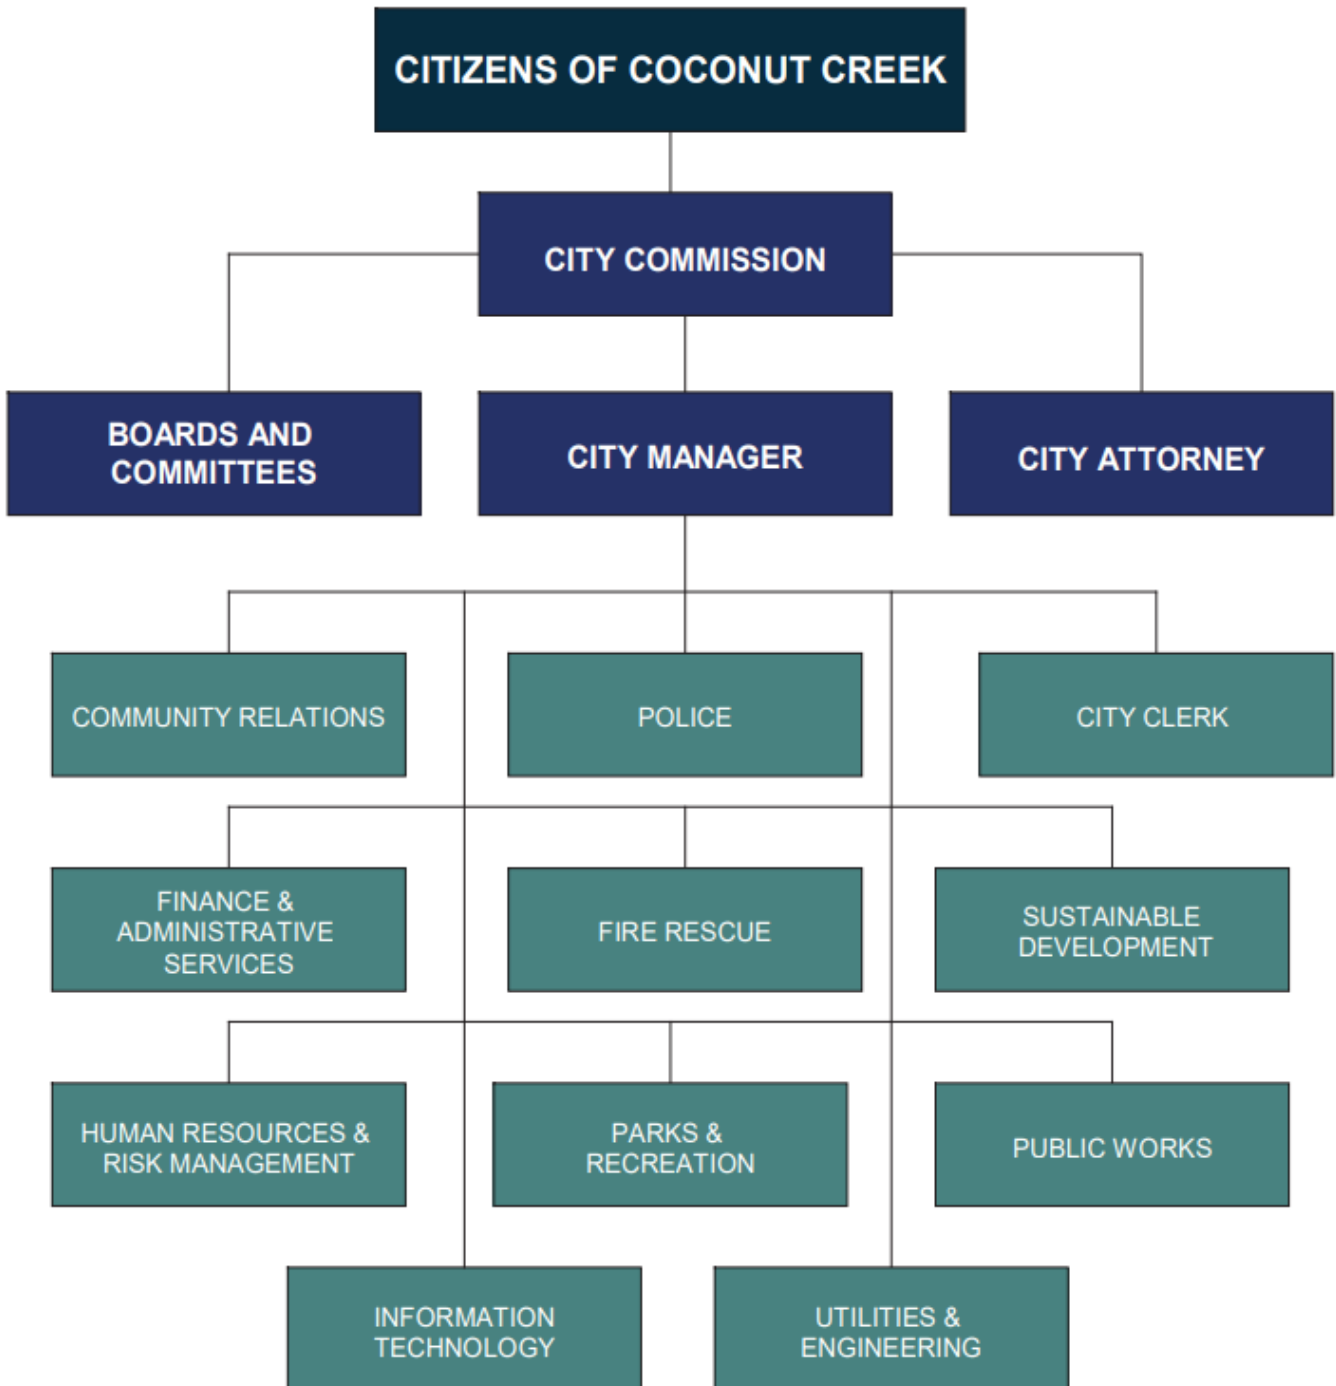 CITIZENS OF COCONUT CREEK
CITY COMMISSION
BOARDS AND
COMMITTEES
CITY MANAGER
CITY ATTORNEY
COMMUNITY RELATIONS
POLICE
CITY CLERK
FINANCE &
ADMINISTRATIVE
SERVICES
FIRE RESCUE
SUSTAINABLE
DEVELOPMENT
HUMAN RESOURCES &
RISK MANAGEMENT
PARKS &
RECREATION
PUBLIC WORKS
INFORMATION
TECHNOLOGY
UTILITIES &
ENGINEERING